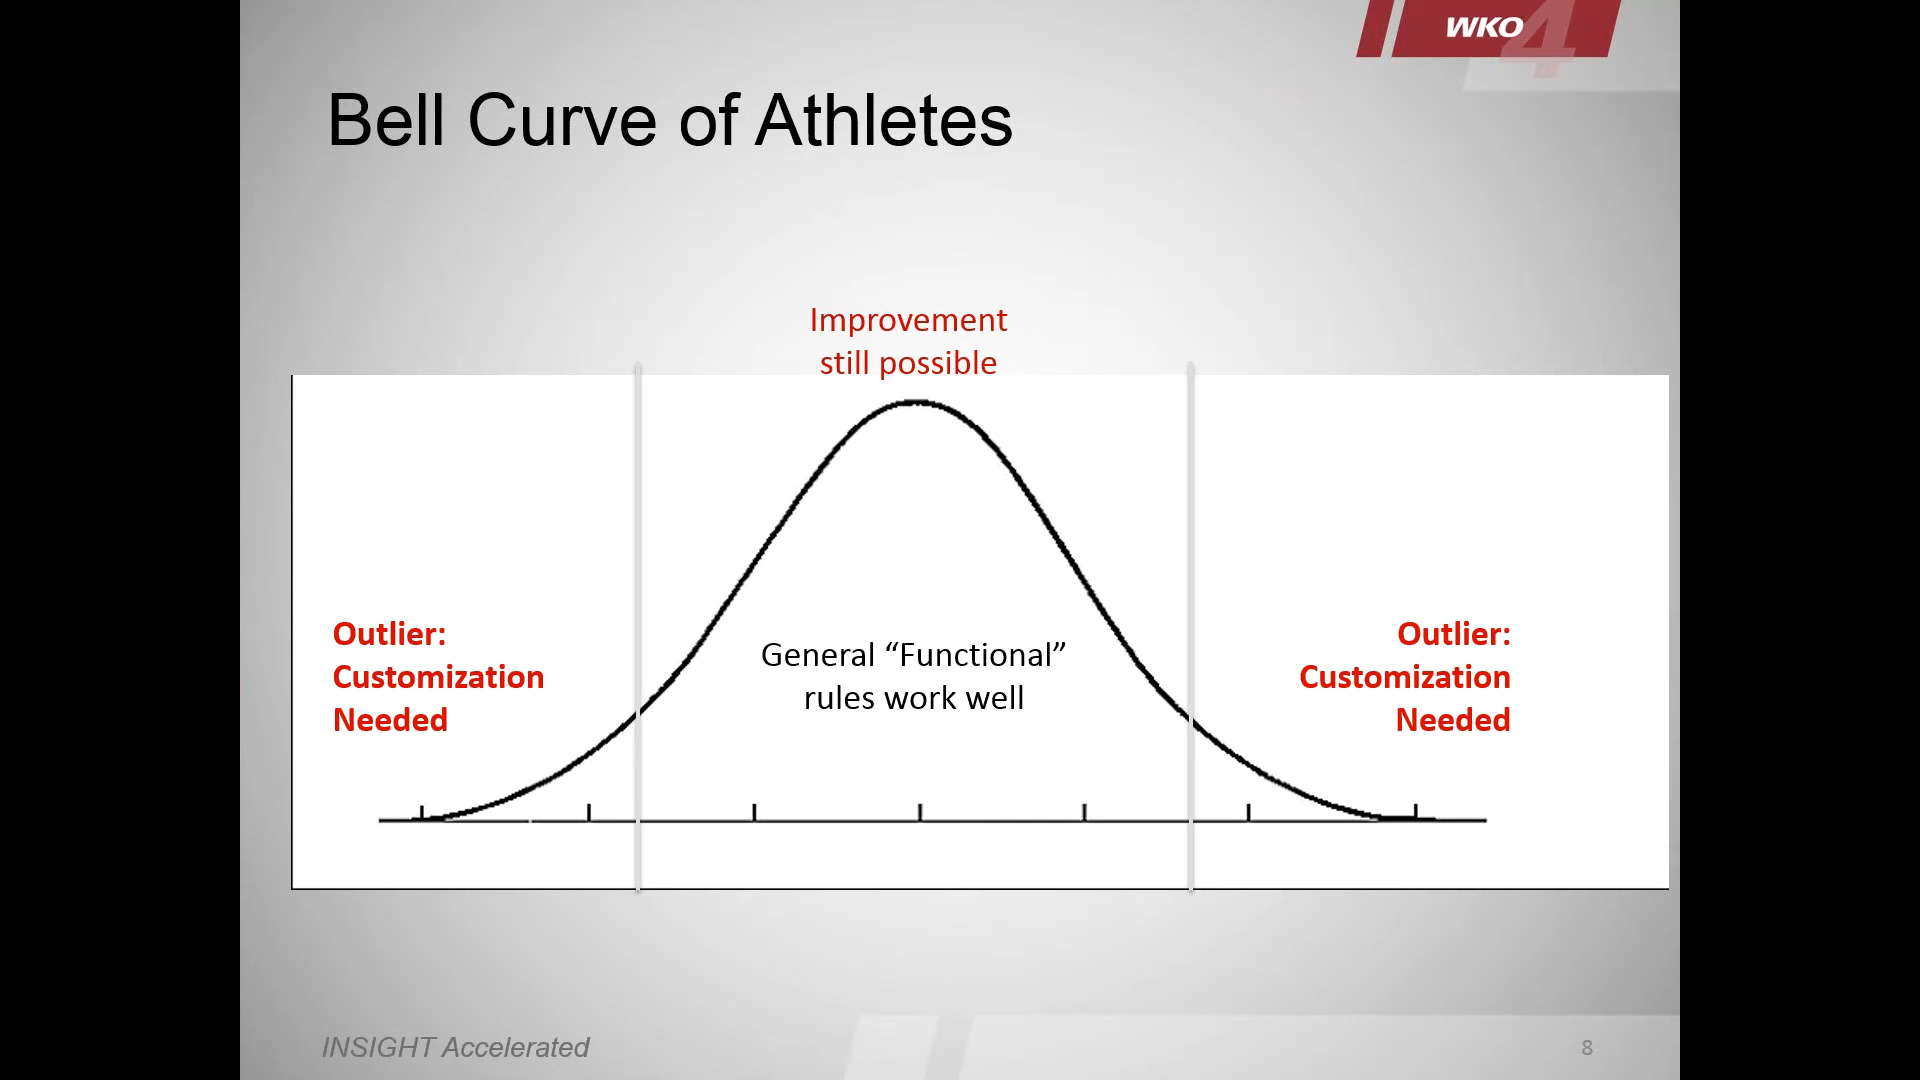 WKO4
Bell Curve of Athletes
Improvement
still possible
Outlier:
Customization
Needed
General “Functional”
rules work well
Outlier:
Customization
Needed
INSIGHT Accelerated
8